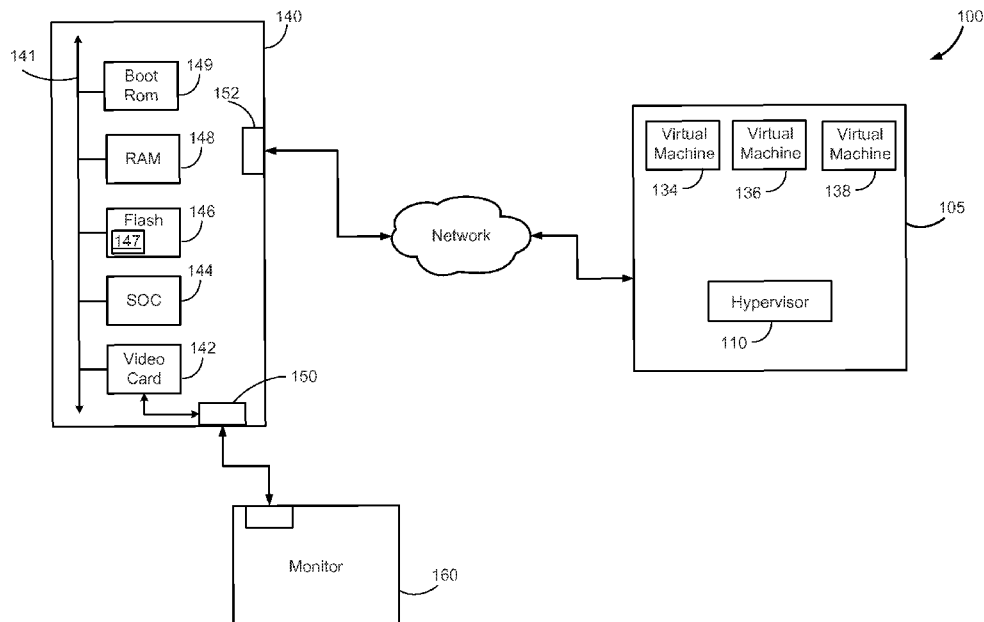 100
140
141
Boot
Rom
149
152
RAM
148
Flash
147
146
SOC
144
Video
Card
142
150
Network
Virtual
Machine
134
Virtual
Machine
136
Virtual
Machine
138
105
Hypervisor
110
Monitor
160